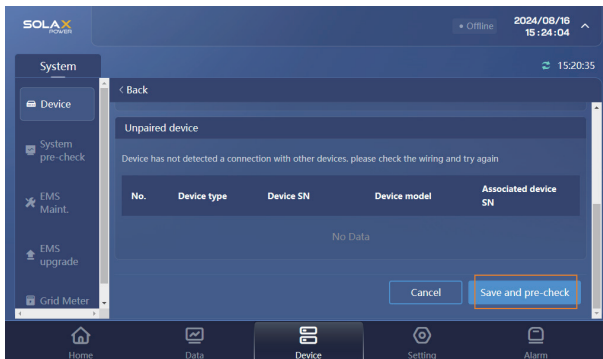 SOLAX
POWER
• Offline
2024/08/16
15:24:04
System
15:20:35
< Back
Device
Unpaired device
System
pre-check
Device has not detected a connection with other devices, please check the wiring and try again
No.
Device type
Device SN
Device model
Associated device
SN
EMS
Maint.
No Data
EMS
upgrade
Cancel
Save and pre-check
Grid Meter
Home
Data
Device
Setting
Alarm